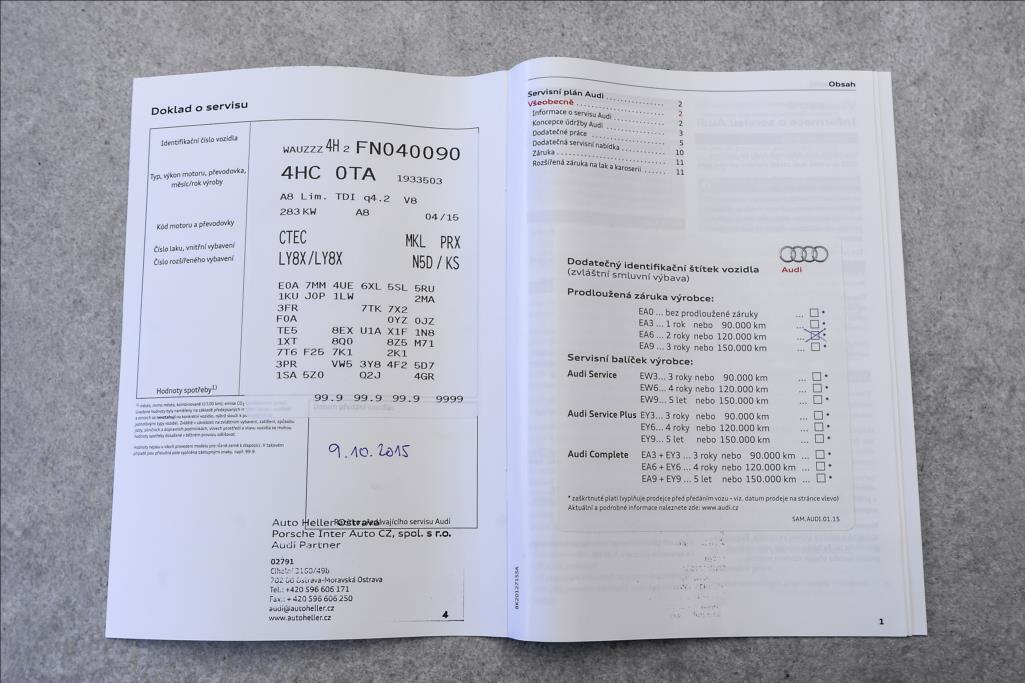 Doklad o servisu
Identifikační číslo vozidla
WAUZZZ 4H 2 FN040090
4HC 0TA 1933503
Typ, výkon motoru, převodovka,
měsíc/rok výroby
A8 Lim. TDI q4.2 V8
283 KW A8 04/15
Kód motoru a převodovky
CTEC MKL PRX
Číslo laku, vnitřní vybavení
LY8X/LY8X N5D / KS
Číslo rozšířeného vybavení
E0A 7MM 4UE 6XL 5SL 5RU
1KU J0P 1LW 2MA
3FR 7TK 7X2
F0A 0YZ 0JZ
TE5 8EX U1A X1F 1N8
1XT 8Q0 8Z5 M71
7T6 F25 7K1 2K1
3PR VW5 3Y8 4F2 5D7
1SA 5Z0 Q2J 4GR
Hodnoty spotřeby1)
99.9 99.9 99.9 9999
Datum předání vozidla:
9.10.2015
Auto Heller Ostrava
Porsche Inter Auto CZ, spol. s r.o.
Audi Partner
02791
702 00 Ostrava-Moravská Ostrava
Tel.: +420 596 606 171
Fax.: +420 596 606 250
audi@autoheller.cz
www.autoheller.cz
4
Obsah
Servisní plán Audi 2
Všeobecně 2
Informace o servisu Audi 2
Koncepce údržby Audi 3
Dodatečné práce 5
Dodatečná servisní nabídka 10
Záruka 11
Rozšířená záruka na lak a karoserii 11
Audi
Dodatečný identifikační štítek vozidla
(zvláštní smluvní výbava)
Prodloužená záruka výrobce:
EA0 ... bez prodloužené záruky ... *
EA3 ... 1 rok nebo 90.000 km ... *
EA6 ... 2 roky nebo 120.000 km ... *
EA9 ... 3 roky nebo 150.000 km ... *
Servisní balíček výrobce:
Audi Service EW3... 3 roky nebo 90.000 km ... *
EW6... 4 roky nebo 120.000 km ... *
EW9... 5 let nebo 150.000 km ... *
Audi Service Plus EY3... 3 roky nebo 90.000 km ... *
EY6... 4 roky nebo 120.000 km ... *
EY9... 5 let nebo 150.000 km ... *
Audi Complete EA3 + EY3 ... 3 roky nebo 90.000 km ... *
EA6 + EY6 ... 4 roky nebo 120.000 km ... *
EA9 + EY9 ... 5 let nebo 150.000 km ... *
* zaškrtnuté platí (vyplňuje prodejce před předáním vozu - viz. datum prodeje na stránce vlevo)
Aktuální a podrobné informace naleznete zde: www.audi.cz
SAM.AUDI.01.15
8K2012715SA
1